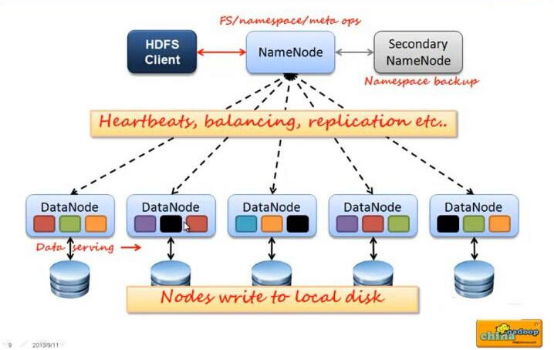 FS/namespace/meta ops
HDFS
Client
NameNode
Secondary
NameNode
Namespace backup
Heartbeats, balancing, replication etc..
DataNode
DataNode
DataNode
DataNode
DataNode
Data serving
Nodes write to local disk
9
2013/9/11
china
hadoop